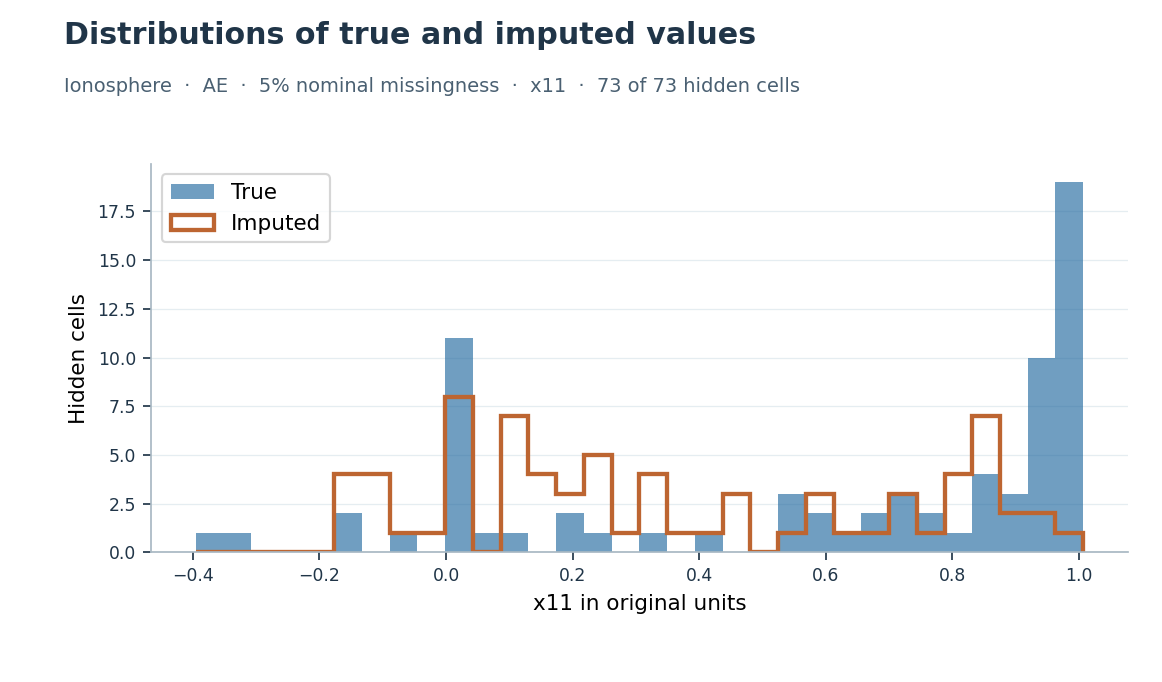 Distributions of true and imputed values
Ionosphere · AE · 5% nominal missingness · x11 · 73 of 73 hidden cells
True
Imputed
Hidden cells
17.5
15.0
12.5
10.0
7.5
5.0
2.5
0.0
−0.4 −0.2 0.0 0.2 0.4 0.6 0.8 1.0
x11 in original units